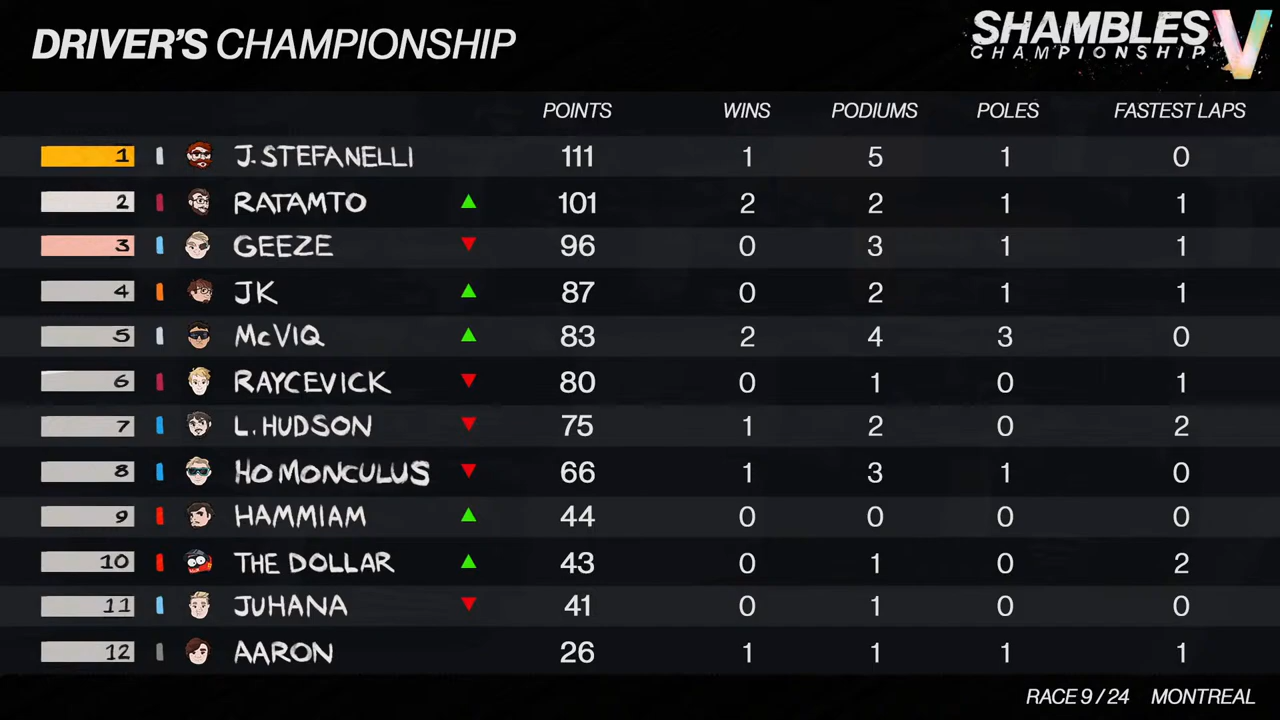 DRIVER'S CHAMPIONSHIP
SHAMBLES V
CHAMPIONSHIP
POINTS WINS PODIUMS POLES FASTEST LAPS
1 J. STEFANELLI 111 1 5 1 0
2 RATAMTO 101 2 2 1 1
3 GEEZE 96 0 3 1 1
4 JK 87 0 2 1 1
5 McVIQ 83 2 4 3 0
6 RAYCEVICK 80 0 1 0 1
7 L. HUDSON 75 1 2 0 2
8 HOMONCULUS 66 1 3 1 0
9 HAMMIAM 44 0 0 0 0
10 THE DOLLAR 43 0 1 0 2
11 JUHANA 41 0 1 0 0
12 AARON 26 1 1 1 1
RACE 9 / 24 MONTREAL